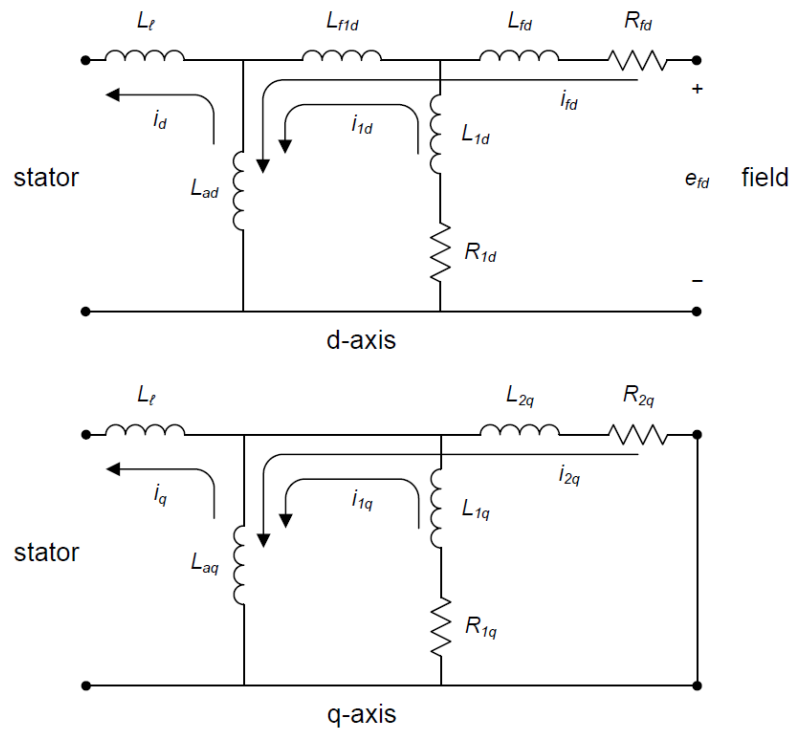 Lℓ
Lf1d
Lfd
Rfd
+
id
i1d
ifd
L1d
stator
Lad
efd
field
R1d
−
d-axis
Lℓ
L2q
R2q
iq
i1q
i2q
L1q
stator
Laq
R1q
q-axis